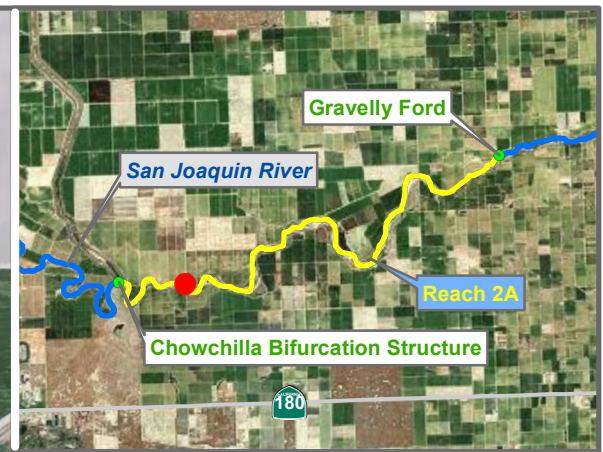 Gravelly Ford
San Joaquin River
Reach 2A
Chowchilla Bifurcation Structure
180